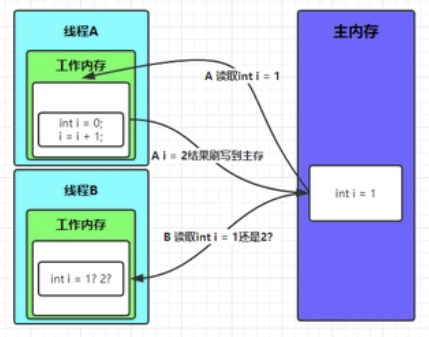 线程A
工作内存
int i = 0;
i = i + 1;
主内存
A 读取int i = 1
A i = 2结果刷写到主存
int i = 1
线程B
工作内存
B 读取int i = 1还是2?
int i = 1? 2?